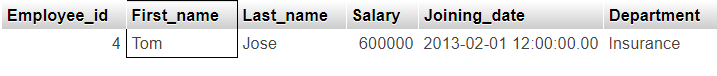 Employee_id First_name Last_name Salary Joining_date Department
4 Tom Jose 600000 2013-02-01 12:00:00.00 Insurance